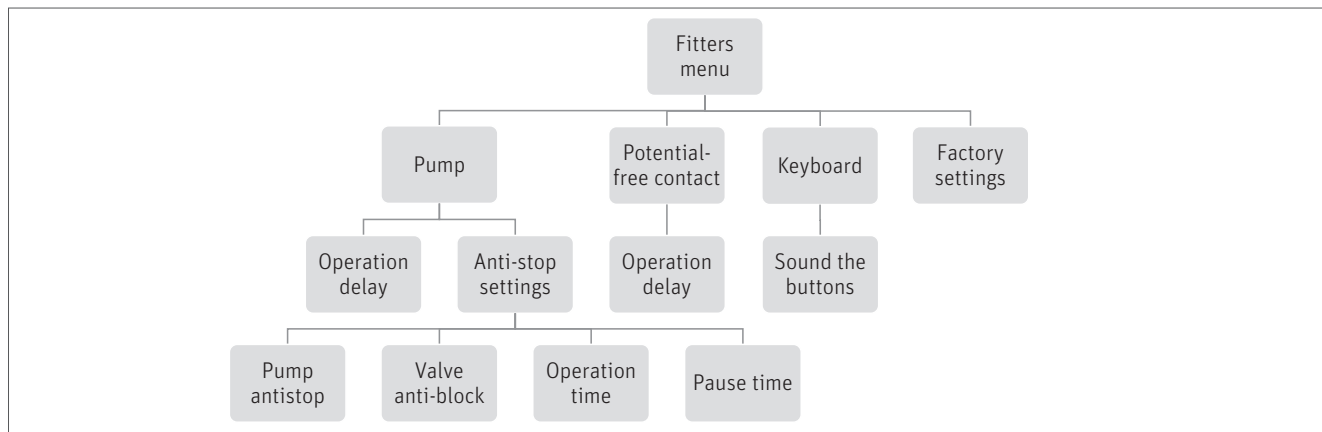 Fitters
menu
Pump
Potential-
free contact
Keyboard
Factory
settings
Operation
delay
Anti-stop
settings
Operation
delay
Sound the
buttons
Pump
antistop
Valve
anti-block
Operation
time
Pause time